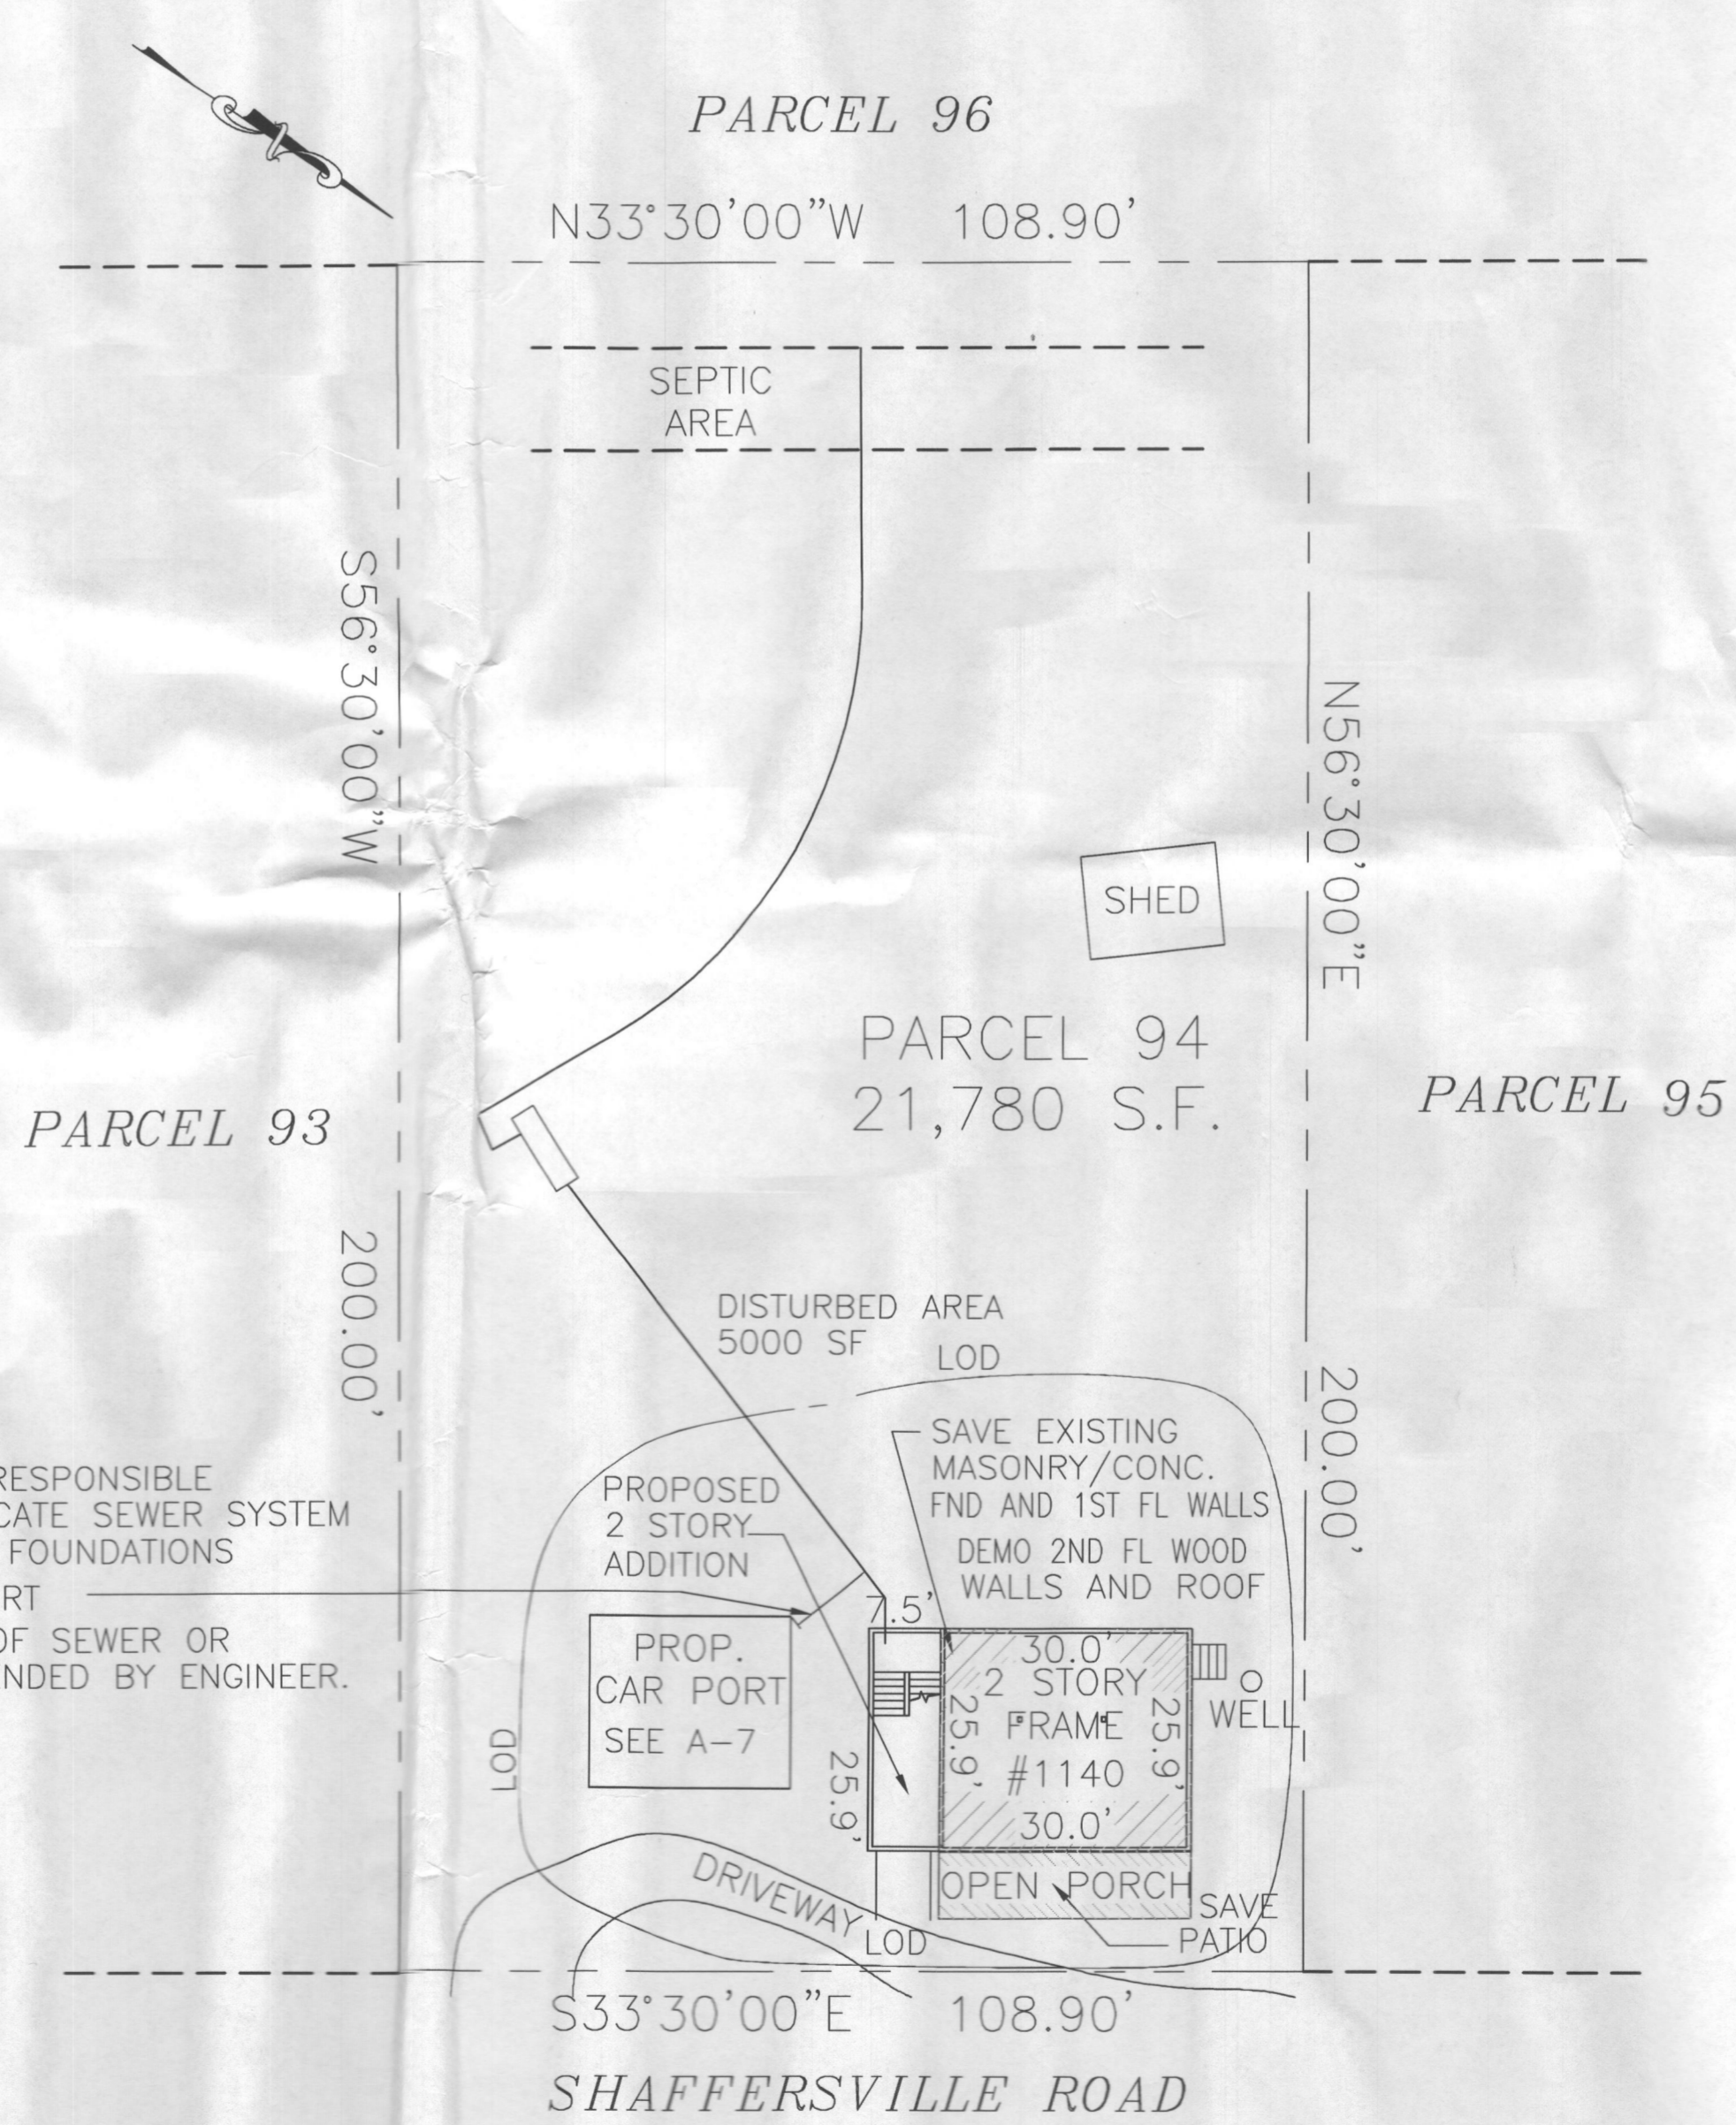 PARCEL 96
N33°30'00"W 108.90'
SEPTIC
AREA
S56°30'00"W
N56°30'00"E
SHED
PARCEL 94
21,780 S.F.
PARCEL 93
PARCEL 95
200.00'
200.00'
DISTURBED AREA
5000 SF
LOD
SAVE EXISTING
MASONRY/CONC.
FND AND 1ST FL WALLS
DEMO 2ND FL WOOD
WALLS AND ROOF
PROPOSED
2 STORY
ADDITION
RESPONSIBLE
CATE SEWER SYSTEM
FOUNDATIONS
RT
OF SEWER OR
NDED BY ENGINEER.
7.5'
PROP.
CAR PORT
SEE A-7
30.0'
2 STORY
FRAME
#1140
30.0'
25.9'
25.9'
25.9'
WELL
LOD
DRIVEWAY
OPEN PORCH
SAVE
PATIO
LOD
S33°30'00"E 108.90'
SHAFFERSVILLE ROAD